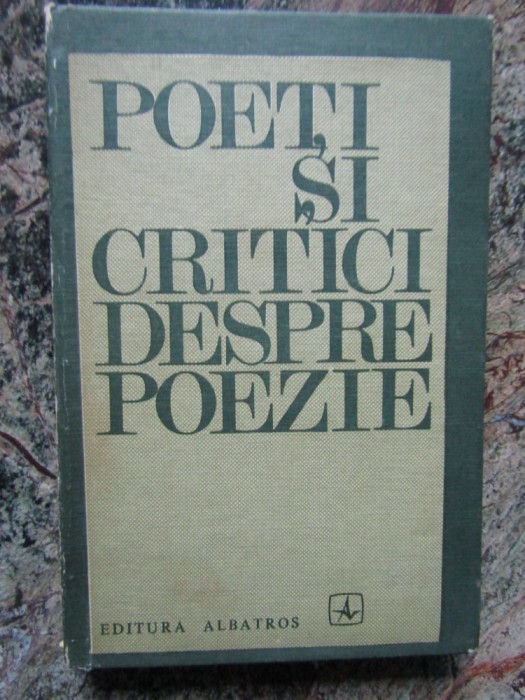 POEȚI
ȘI
CRITICI
DESPRE
POEZIE
EDITURA ALBATROS